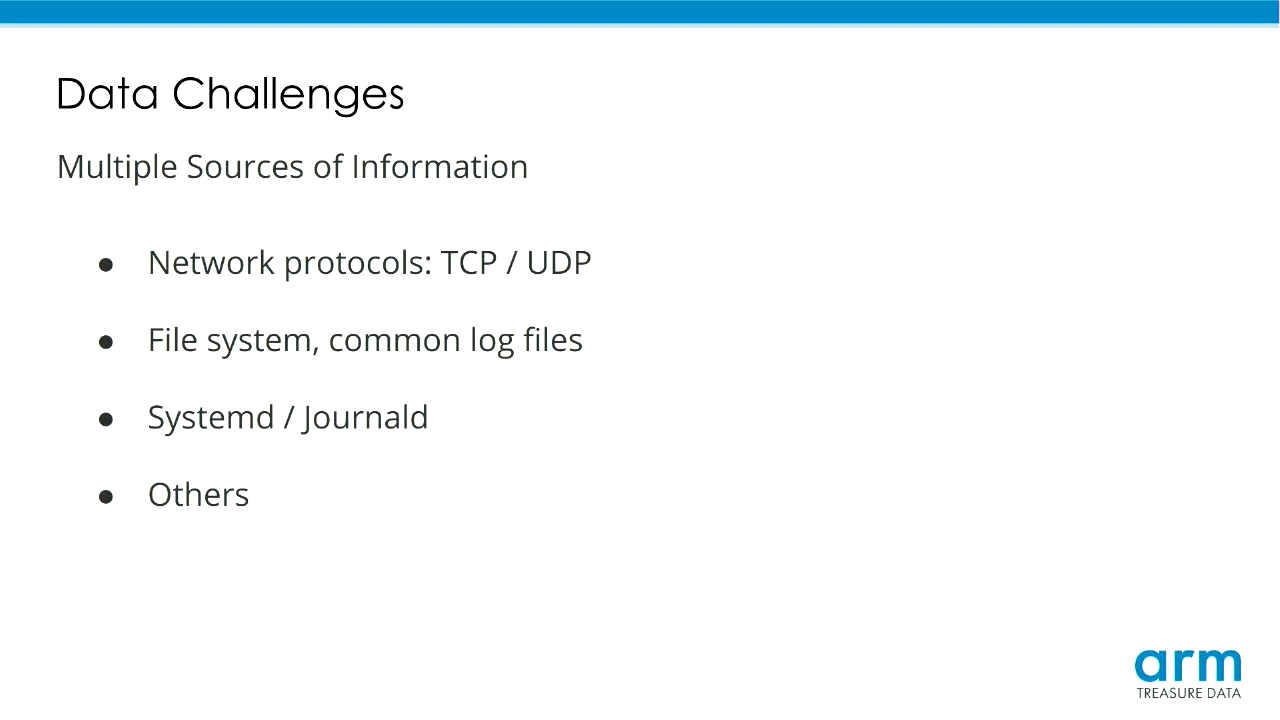 Data Challenges
Multiple Sources of Information
● Network protocols: TCP / UDP
● File system, common log files
● Systemd / Journald
● Others
arm
TREASURE DATA